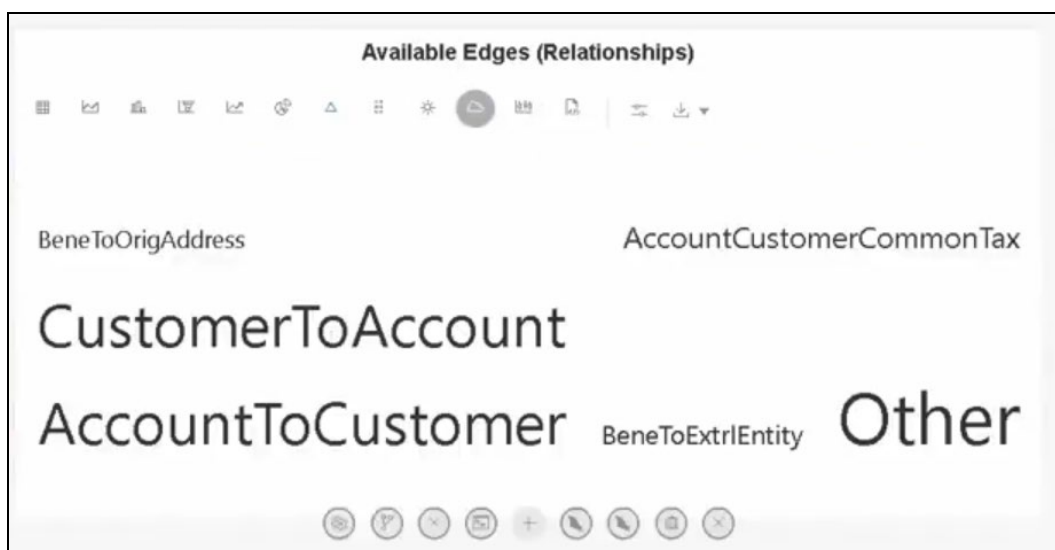 Available Edges (Relationships)
BeneToOrigAddress AccountCustomerCommonTax
CustomerToAccount
AccountToCustomer BeneToExtrlEntity Other